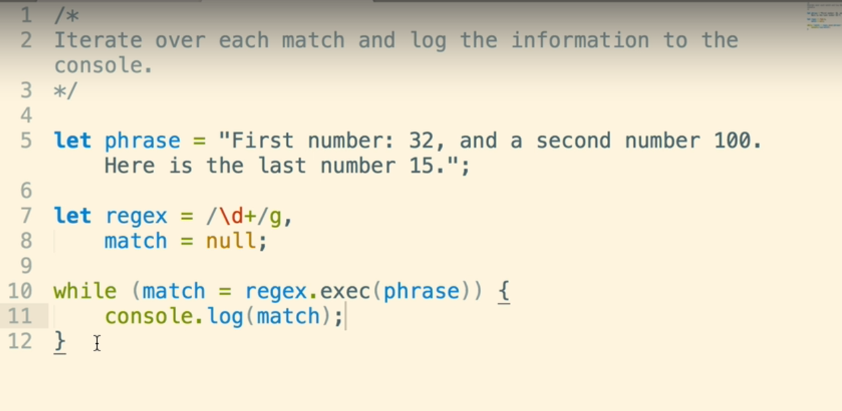 1 /*
2 Iterate over each match and log the information to the
console.
3 */
4
5 let phrase = "First number: 32, and a second number 100.
Here is the last number 15.";
6
7 let regex = /\d+/g,
8 match = null;
9
10 while (match = regex.exec(phrase)) {
11 console.log(match);
12 }